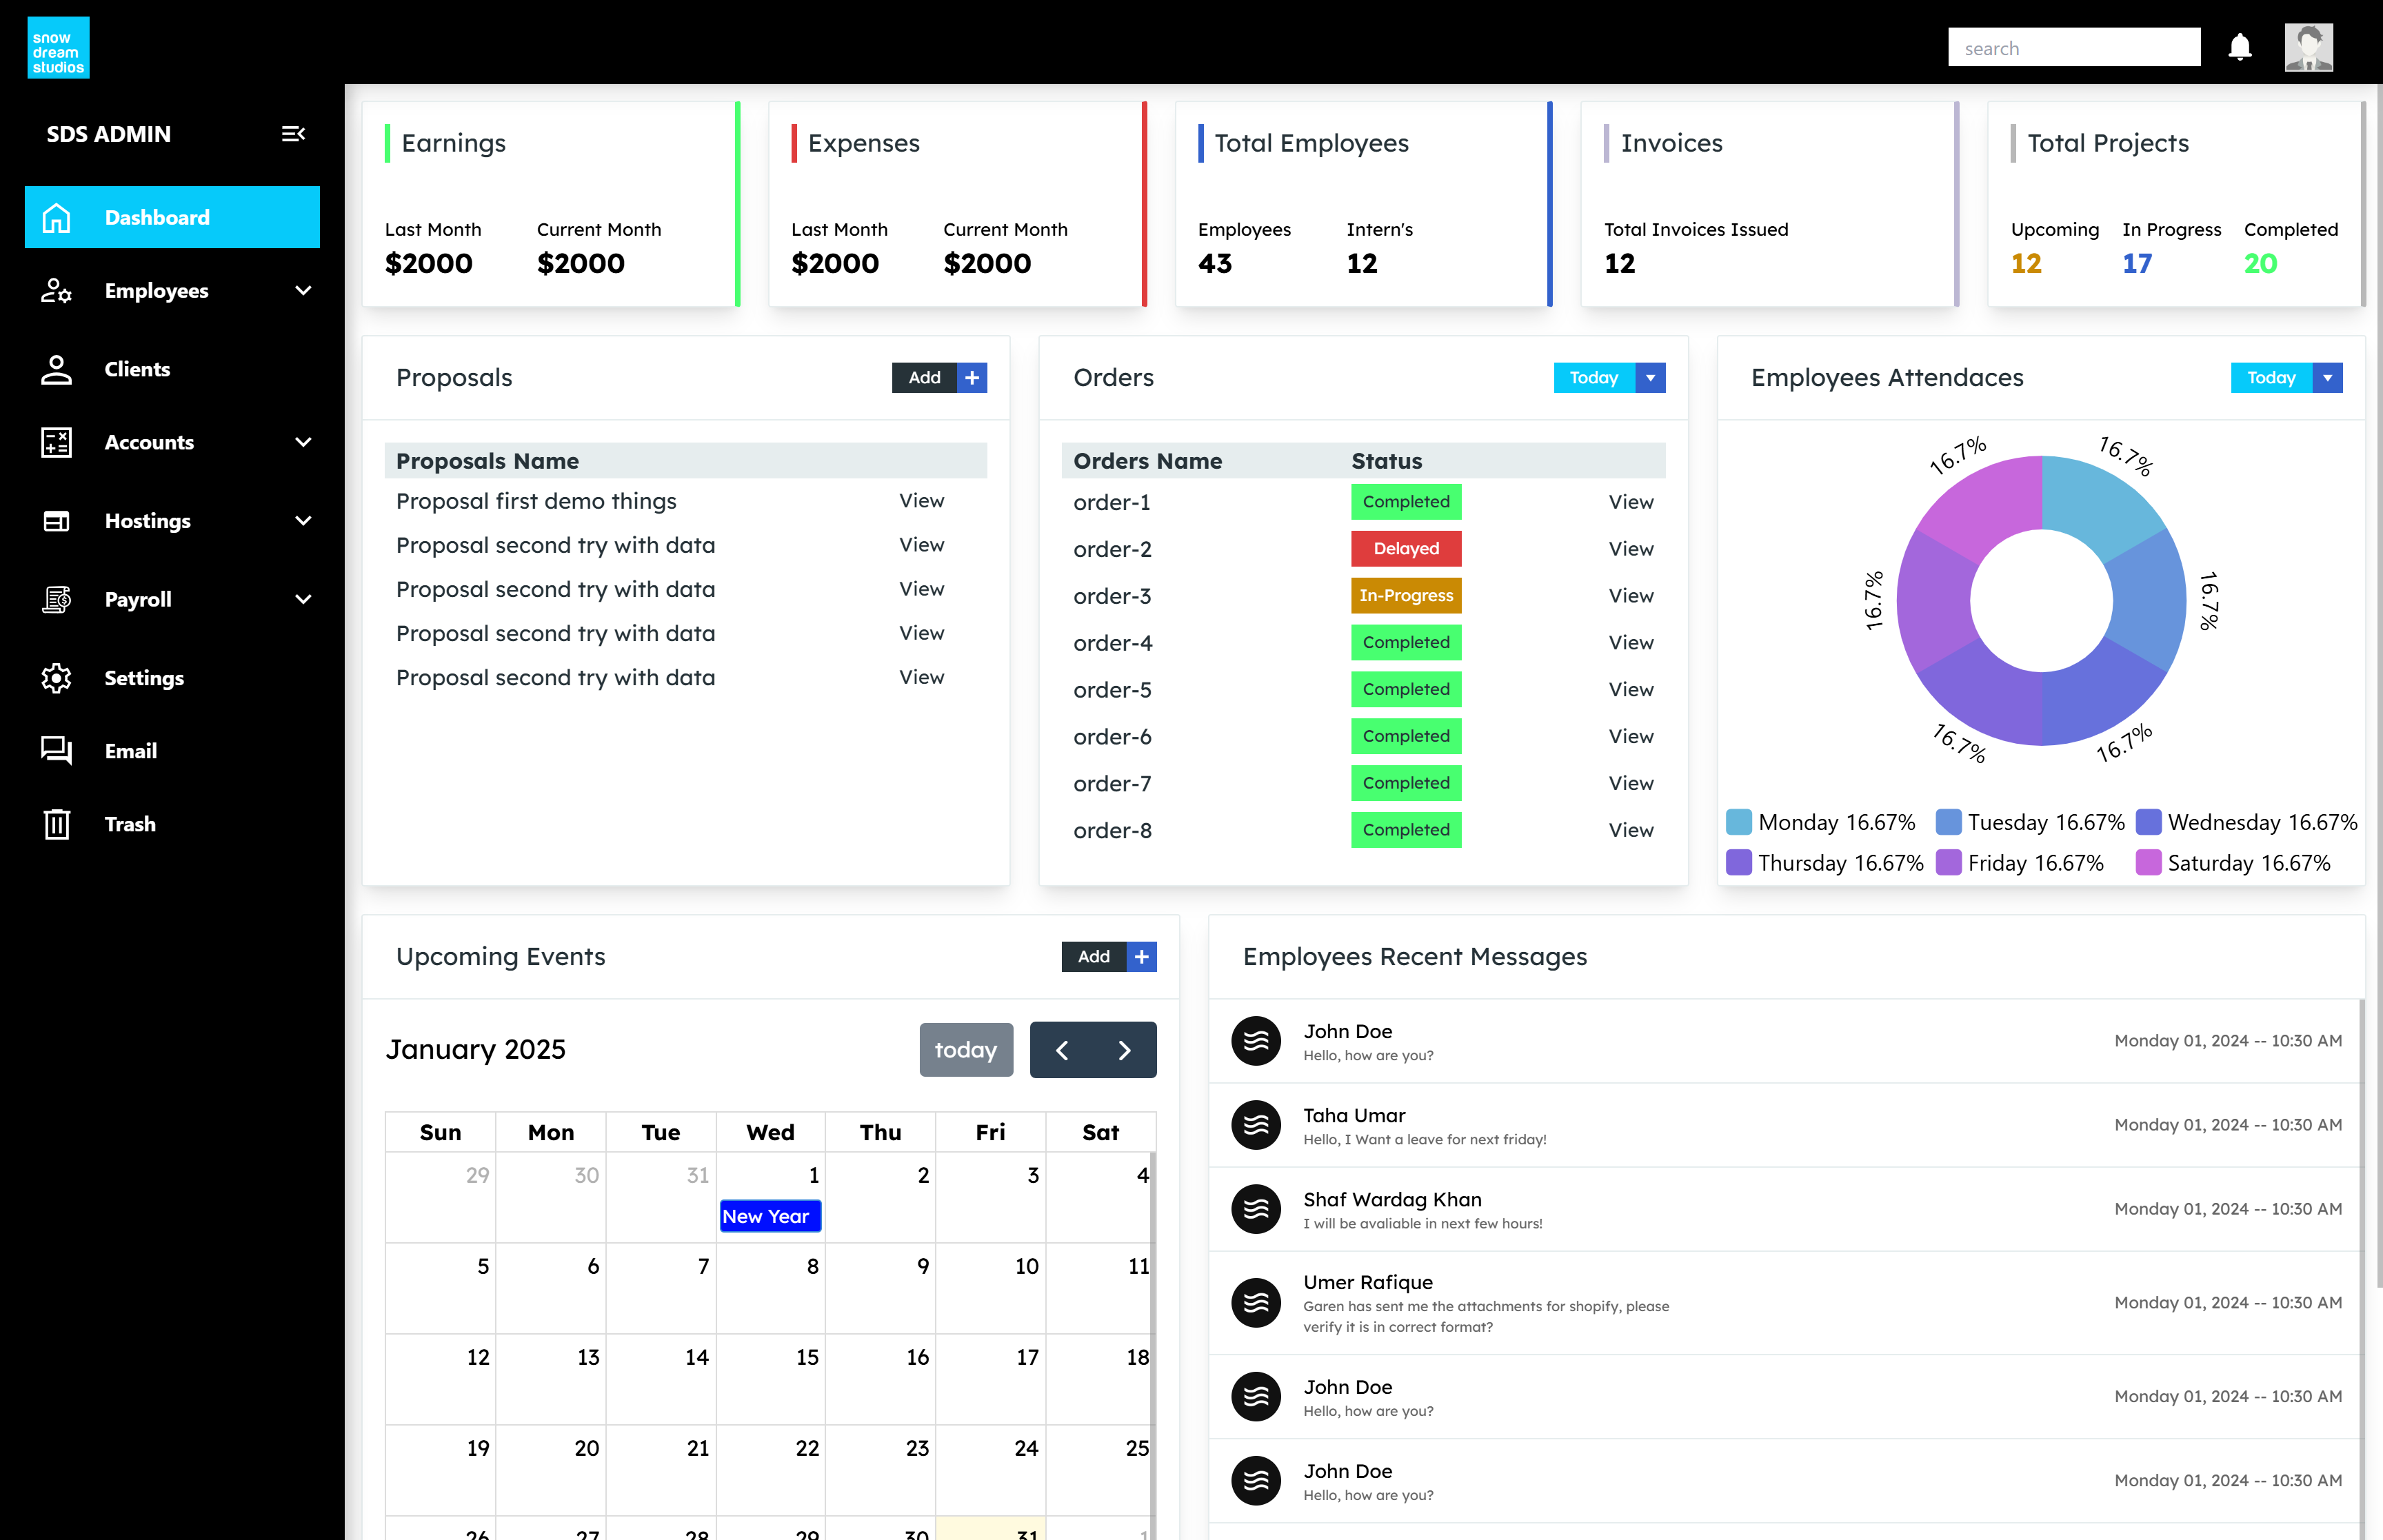 snow
dream
studios
search
SDS ADMIN
Dashboard
Employees
Clients
Accounts
Hostings
Payroll
Settings
Email
Trash
Earnings
Last Month Current Month
$2000 $2000
Expenses
Last Month Current Month
$2000 $2000
Total Employees
Employees Intern's
43 12
Invoices
Total Invoices Issued
12
Total Projects
Upcoming In Progress Completed
12 17 20
Proposals Add +
Proposals Name
Proposal first demo things View
Proposal second try with data View
Proposal second try with data View
Proposal second try with data View
Proposal second try with data View
Orders Today
Orders Name Status
order-1 Completed View
order-2 Delayed View
order-3 In-Progress View
order-4 Completed View
order-5 Completed View
order-6 Completed View
order-7 Completed View
order-8 Completed View
Employees Attendaces Today
16.7% 16.7%
16.7% 16.7%
16.7% 16.7%
Monday 16.67% Tuesday 16.67% Wednesday 16.67%
Thursday 16.67% Friday 16.67% Saturday 16.67%
Upcoming Events Add +
January 2025 today
Sun Mon Tue Wed Thu Fri Sat
29 30 31 1 2 3 4
New Year
5 6 7 8 9 10 11
12 13 14 15 16 17 18
19 20 21 22 23 24 25
26 27 28 29 30 31 1
Employees Recent Messages
John Doe
Hello, how are you?
Monday 01, 2024 -- 10:30 AM
Taha Umar
Hello, I Want a leave for next friday!
Monday 01, 2024 -- 10:30 AM
Shaf Wardag Khan
I will be avaliable in next few hours!
Monday 01, 2024 -- 10:30 AM
Umer Rafique
Garen has sent me the attachments for shopify, please
verify it is in correct format?
Monday 01, 2024 -- 10:30 AM
John Doe
Hello, how are you?
Monday 01, 2024 -- 10:30 AM
John Doe
Hello, how are you?
Monday 01, 2024 -- 10:30 AM